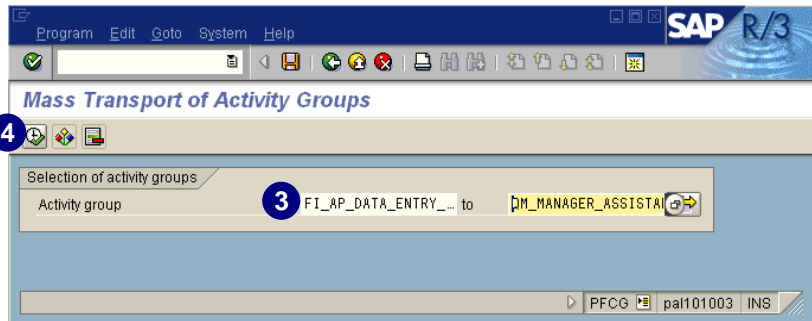 Program Edit Goto System Help
SAP R/3
Mass Transport of Activity Groups
4
Selection of activity groups
Activity group 3 FI_AP_DATA_ENTRY_… to QM_MANAGER_ASSISTAN
PFCG pal101003 INS